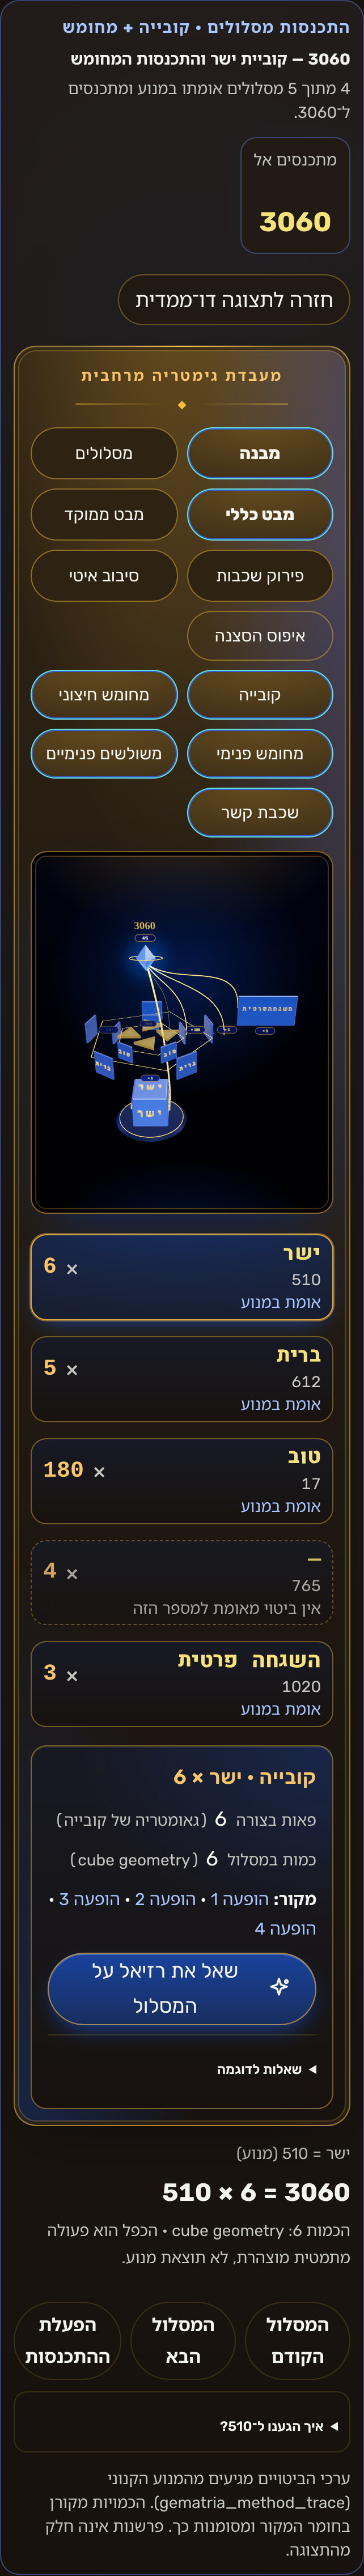 התכנסות מסלולים • קובייה + מחומש
3060 — קוביית ישר והתכנסות המחומש
4 מתוך 5 מסלולים אומתו במנוע ומתכנסים
ל־3060.
מתכנסים אל
3060
חזרה לתצוגה דו־ממדית
מעבדת גימטריה מרחבית
מבנה
מסלולים
מבט כללי
מבט ממוקד
פירוק שכבות
סיבוב איטי
איפוס הסצנה
קובייה
מחומש חיצוני
מחומש פנימי
משולשים פנימיים
שכבת קשר
3060
4/5
השגחה פרטית
טוב
טוב
ברית
ברית
ישר
ישר
ישר
× 6
510
אומת במנוע
ברית
× 5
612
אומת במנוע
טוב
× 180
17
אומת במנוע
—
× 4
765
אין ביטוי מאומת למספר הזה
השגחה פרטית
× 3
1020
אומת במנוע
קובייה • ישר × 6
פאות בצורה 6 (גאומטריה של קובייה)
כמות במסלול 6 (cube geometry)
מקור: הופעה 1 • הופעה 2 • הופעה 3 •
הופעה 4
שאל את רזיאל על
המסלול
◂ שאלות לדוגמה
ישר = 510 (מנוע)
510 × 6 = 3060
הכמות 6: cube geometry • הכפל הוא פעולה
מתמטית מוצהרת, לא תוצאת מנוע.
המסלול
הקודם
המסלול
הבא
הפעלת
ההתכנסות
◂ איך הגענו ל־510?
ערכי הביטויים מגיעים מהמנוע הקנוני
(gematria_method_trace). הכמויות מקורן
בחומר המקור ומסומנות כך. פרשנות אינה חלק
מהתצוגה.